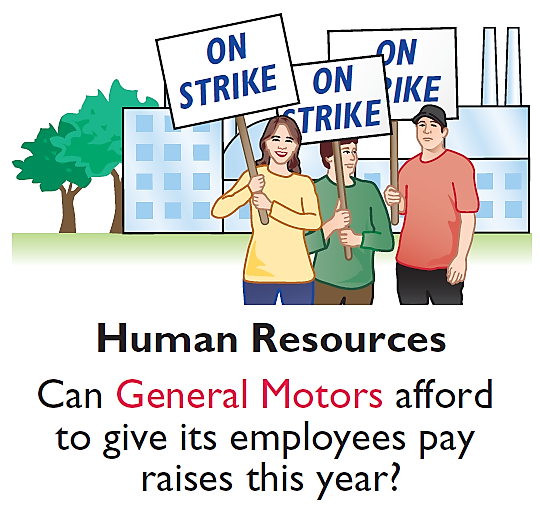 ON
STRIKE
ON
STRIKE
ON
RIKE
Human Resources
Can General Motors afford
to give its employees pay
raises this year?